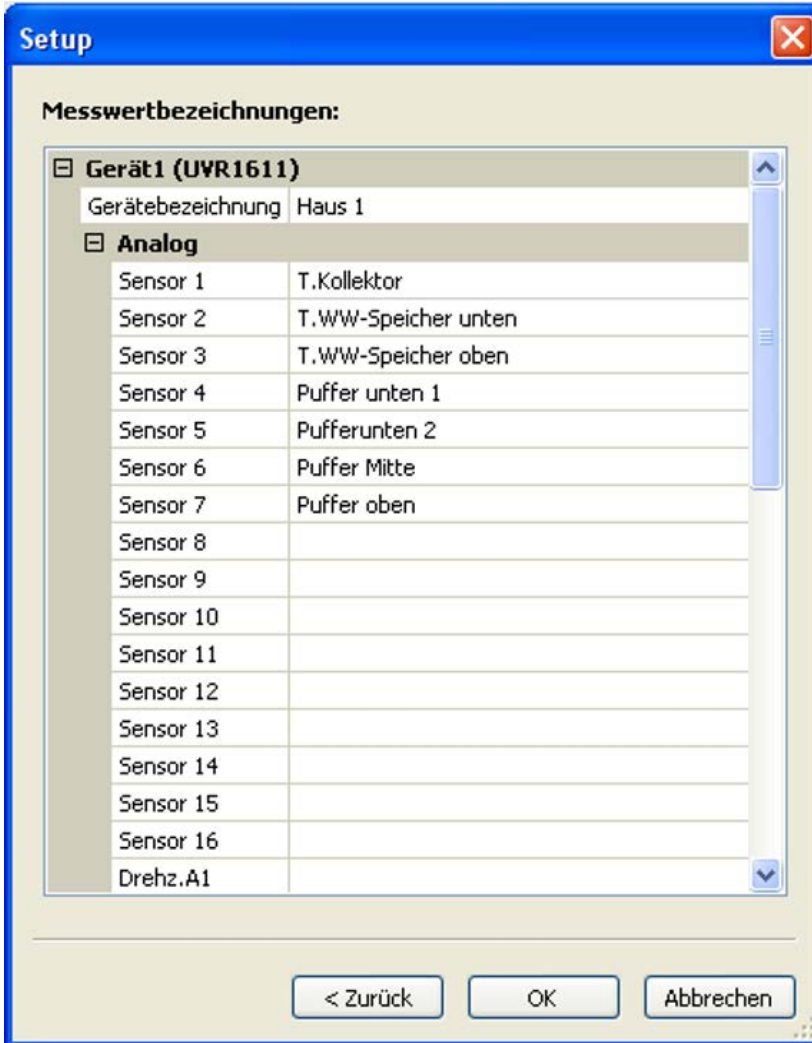 Setup
Messwertbezeichnungen:
Gerät1 (UVR1611)
Gerätebezeichnung Haus 1
Analog
Sensor 1 T.Kollektor
Sensor 2 T.WW-Speicher unten
Sensor 3 T.WW-Speicher oben
Sensor 4 Puffer unten 1
Sensor 5 Pufferunten 2
Sensor 6 Puffer Mitte
Sensor 7 Puffer oben
Sensor 8
Sensor 9
Sensor 10
Sensor 11
Sensor 12
Sensor 13
Sensor 14
Sensor 15
Sensor 16
Drehz.A1
< Zurück OK Abbrechen